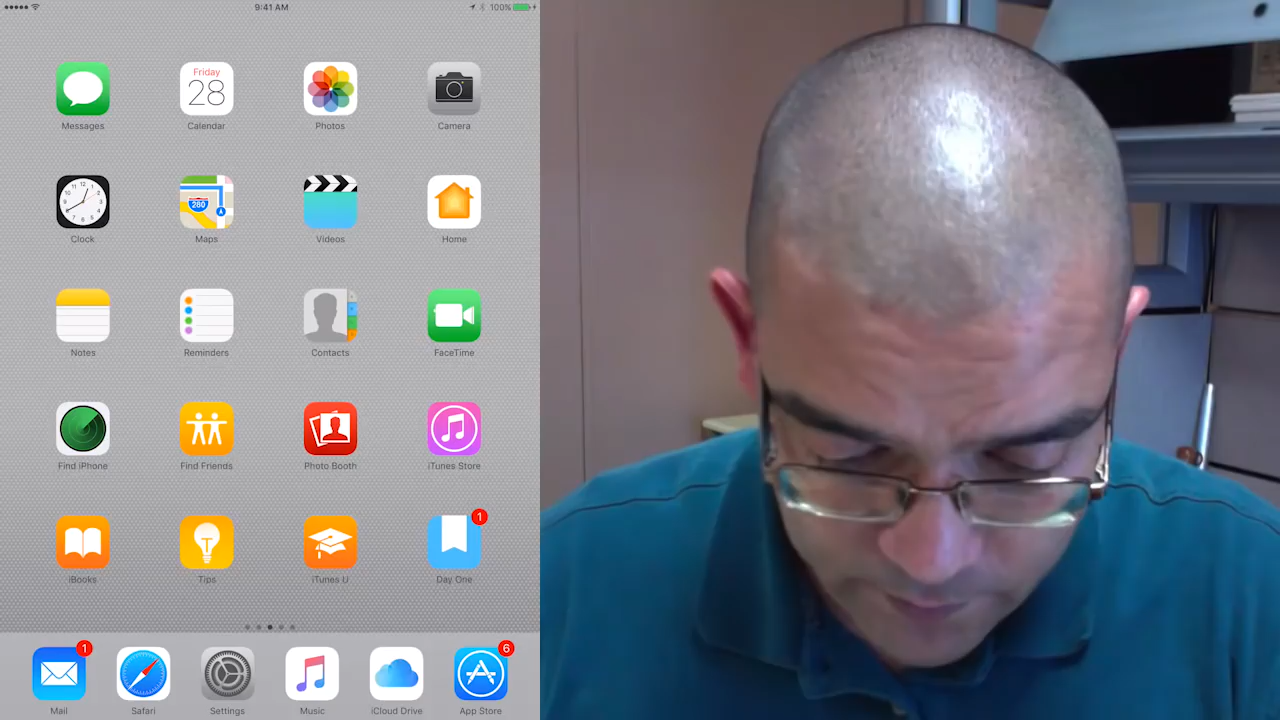 9:41 AM 100%
Friday
28
Messages Calendar Photos Camera
280
Clock Maps Videos Home
Notes Reminders Contacts FaceTime
Find iPhone Find Friends Photo Booth iTunes Store
1
iBooks Tips iTunes U Day One
1 6
Mail Safari Settings Music iCloud Drive App Store